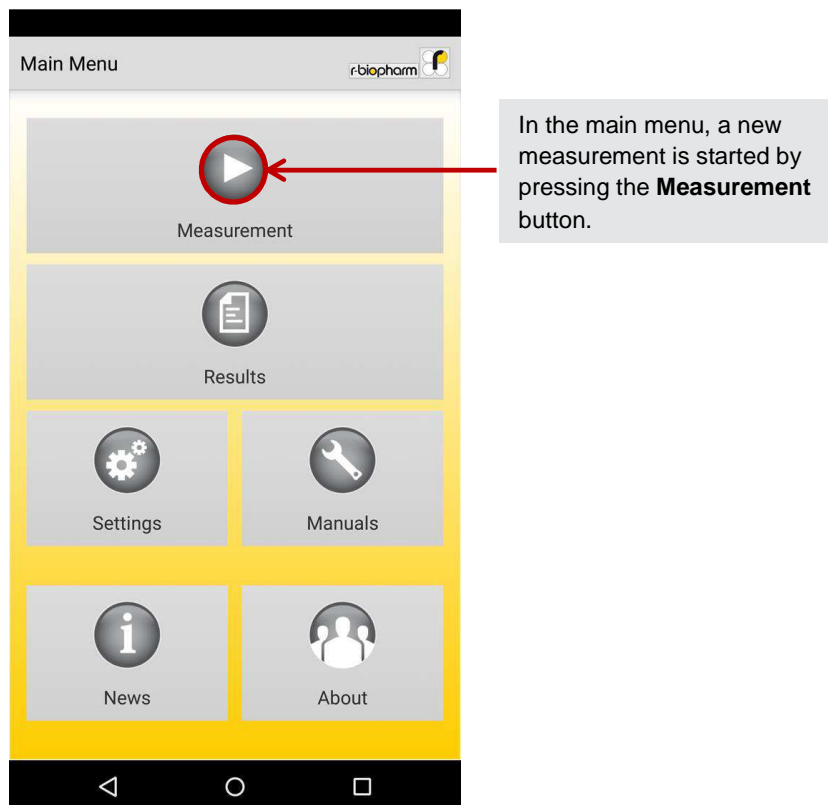 Main Menu
r-biopharm
In the main menu, a new
measurement is started by
pressing the Measurement
button.
Measurement
Results
Settings
Manuals
News
About